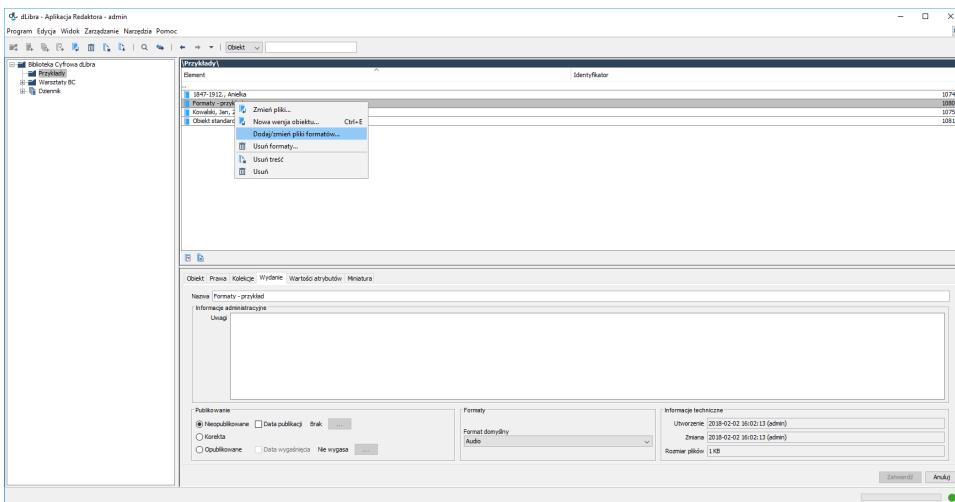 dLibra - Aplikacja Redaktora - admin
Program Edycja Widok Zarządzanie Narzędzia Pomoc
Obiekt
Biblioteka Cyfrowa dLibra
\Przykłady\
Przykłady
Element Identyfikator
Warsztaty BC
..
Dziennik
1847-1912., Anielka 1074
Formaty - przykł 1080
Kowalski, Jan, 2 1075
Obiekt standard 1081
Zmień pliki...
Nowa wersja obiektu... Ctrl+E
Dodaj/zmień pliki formatów...
Usuń formaty...
Usuń treść
Usuń
Obiekt Prawa Kolekcje Wydanie Wartości atrybutów Miniatura
Nazwa Formaty - przykład
Informacje administracyjne
Uwagi
Publikowanie
Nieopublikowane Data publikacji Brak ...
Korekta
Opublikowane Data wygaśnięcia Nie wygasa ...
Formaty
Format domyślny
Audio
Informacje techniczne
Utworzenie 2018-02-02 16:02:13 (admin)
Zmiana 2018-02-02 16:02:13 (admin)
Rozmiar plików 1 KB
Zatwierdź Anuluj